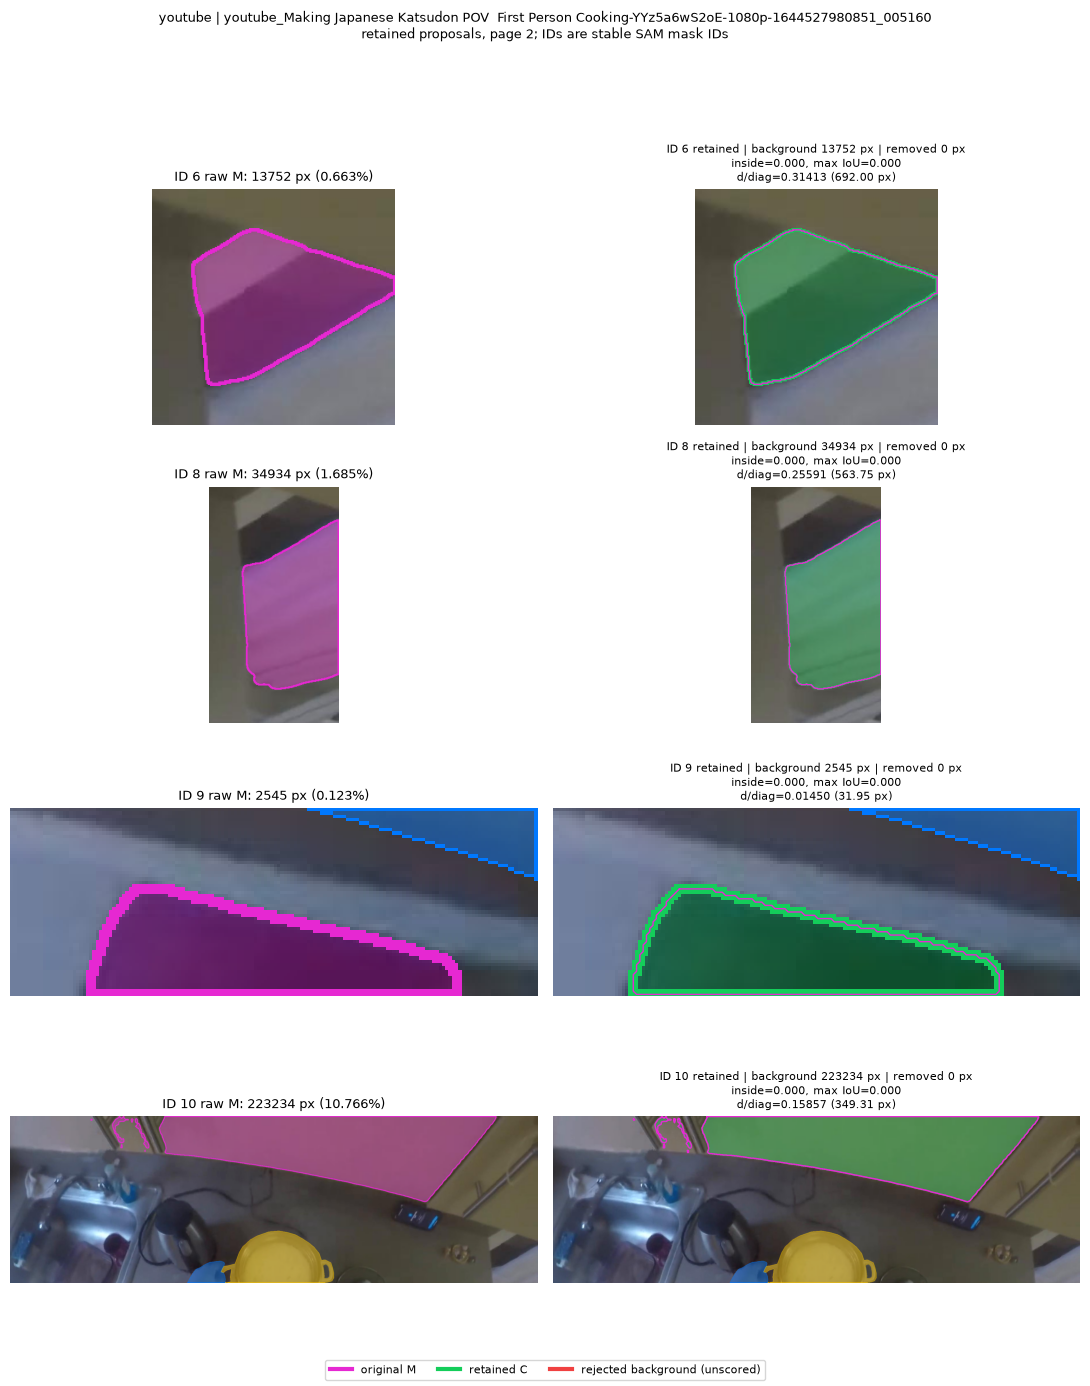 youtube | youtube_Making Japanese Katsudon POV  First Person Cooking-YYz5a6wS2oE-1080p-1644527980851_005160
retained proposals, page 2; IDs are stable SAM mask IDs
ID 6 raw M: 13752 px (0.663%)
ID 6 retained | background 13752 px | removed 0 px
inside=0.000, max IoU=0.000
d/diag=0.31413 (692.00 px)
ID 8 raw M: 34934 px (1.685%)
ID 8 retained | background 34934 px | removed 0 px
inside=0.000, max IoU=0.000
d/diag=0.25591 (563.75 px)
ID 9 raw M: 2545 px (0.123%)
ID 9 retained | background 2545 px | removed 0 px
inside=0.000, max IoU=0.000
d/diag=0.01450 (31.95 px)
ID 10 raw M: 223234 px (10.766%)
ID 10 retained | background 223234 px | removed 0 px
inside=0.000, max IoU=0.000
d/diag=0.15857 (349.31 px)
original M
retained C
rejected background (unscored)